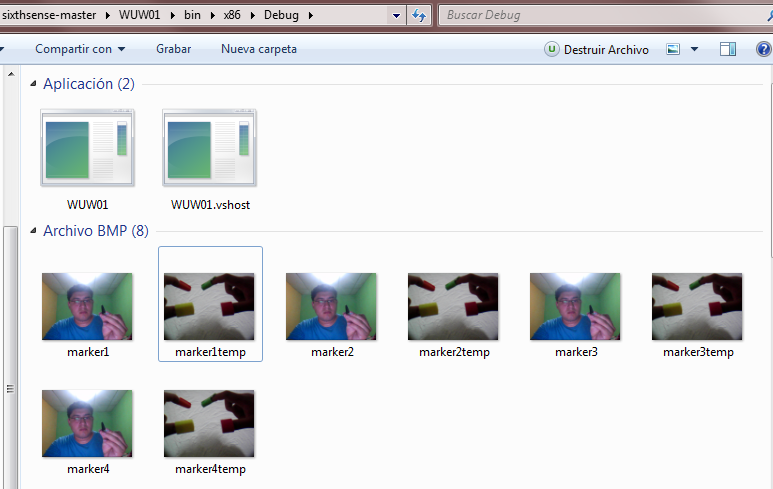 sixthsense-master ▸ WUW01 ▸ bin ▸ x86 ▸ Debug ▸ Buscar Debug
Compartir con Grabar Nueva carpeta Destruir Archivo
Aplicación (2)
WUW01 WUW01.vshost
Archivo BMP (8)
marker1 marker1temp marker2 marker2temp marker3 marker3temp
marker4 marker4temp